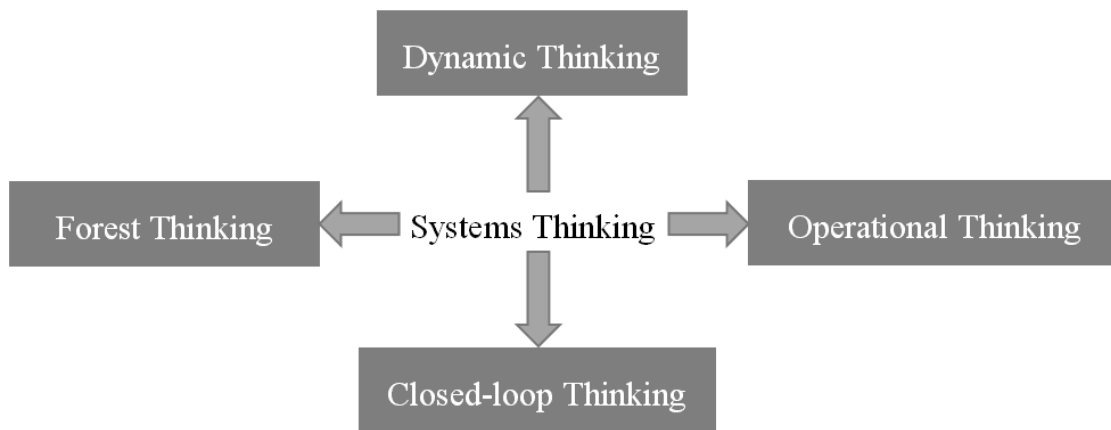 Dynamic Thinking
Forest Thinking
Systems Thinking
Operational Thinking
Closed-loop Thinking